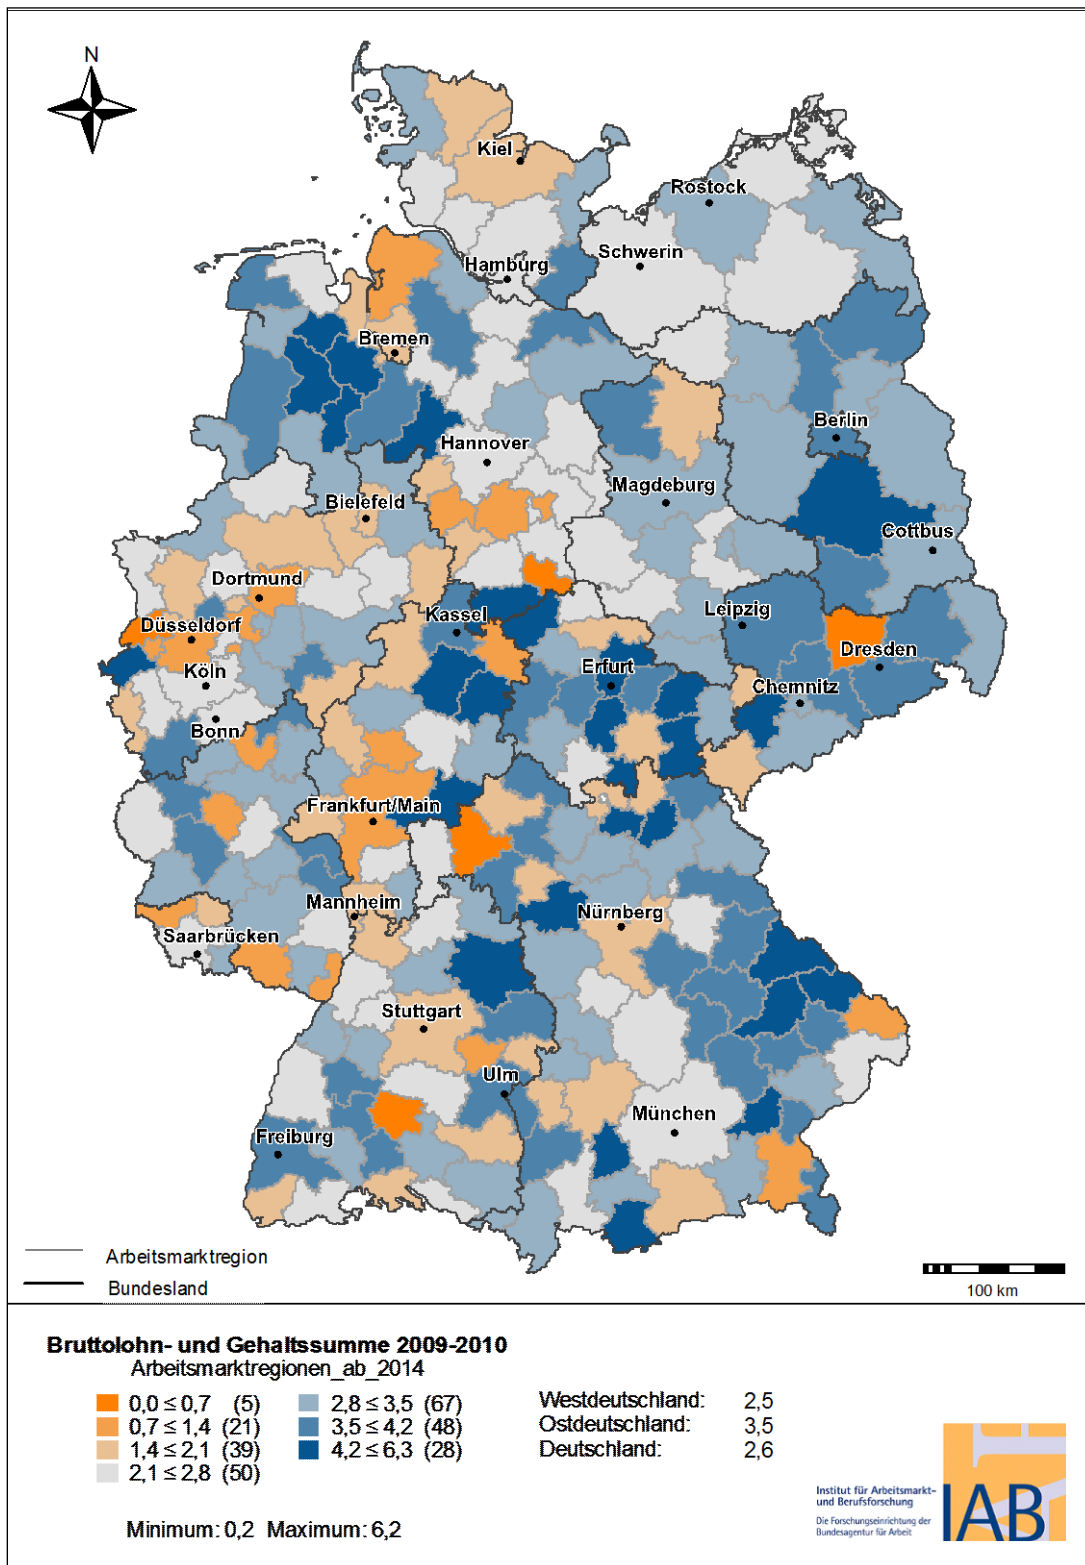 N
Kiel
Rostock
Schwerin
Hamburg
Bremen
Berlin
Hannover
Magdeburg
Bielefeld
Cottbus
Dortmund
Leipzig
Kassel
Düsseldorf
Dresden
Erfurt
Köln
Chemnitz
Bonn
Frankfurt/Main
Mannheim
Nürnberg
Saarbrücken
Stuttgart
Ulm
München
Freiburg
Arbeitsmarktregion
Bundesland
100 km
Bruttolohn- und Gehaltssumme 2009-2010
Arbeitsmarktregionen_ab_2014
0,0 ≤ 0,7 (5)
0,7 ≤ 1,4 (21)
1,4 ≤ 2,1 (39)
2,1 ≤ 2,8 (50)
2,8 ≤ 3,5 (67)
3,5 ≤ 4,2 (48)
4,2 ≤ 6,3 (28)
Westdeutschland: 2,5
Ostdeutschland: 3,5
Deutschland: 2,6
Minimum: 0,2 Maximum: 6,2
Institut für Arbeitsmarkt-
und Berufsforschung
Die Forschungseinrichtung der
Bundesagentur für Arbeit
IAB